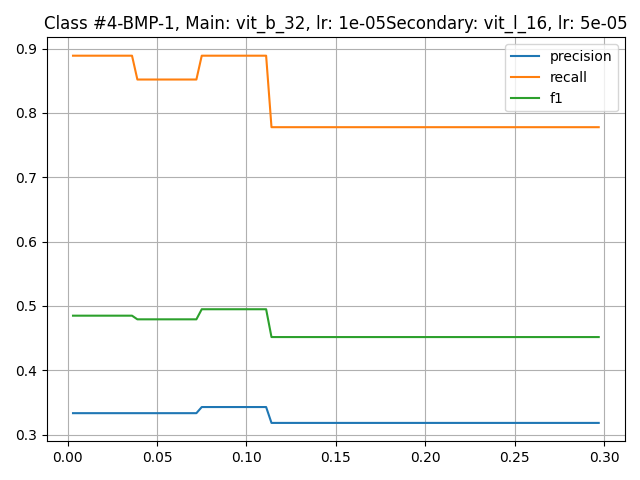 Class #4-BMP-1, Main: vit_b_32, lr: 1e-05Secondary: vit_l_16, lr: 5e-05
precision
recall
f1
0.9
0.8
0.7
0.6
0.5
0.4
0.3
0.00 0.05 0.10 0.15 0.20 0.25 0.30